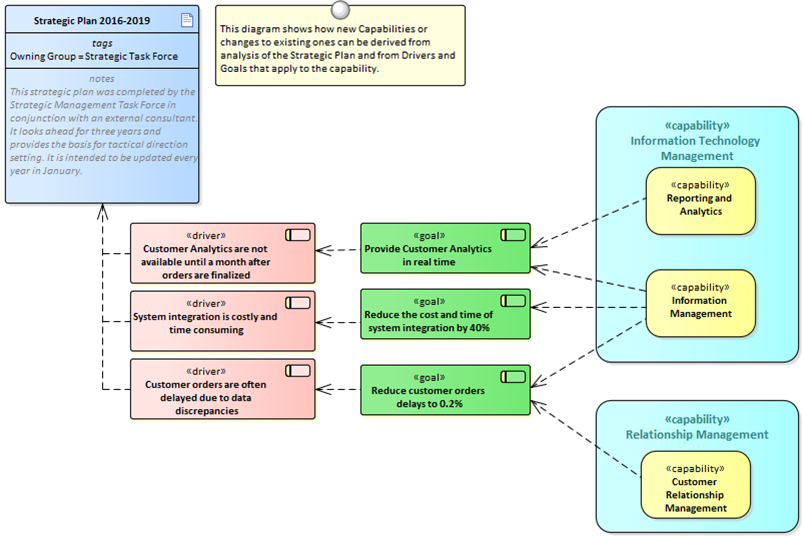 Strategic Plan 2016-2019
tags
Owning Group = Strategic Task Force
notes
This strategic plan was completed by the
Strategic Management Task Force in
conjunction with an external consultant.
It looks ahead for three years and
provides the basis for tactical direction
setting. It is intended to be updated every
year in January.
This diagram shows how new Capabilities or
changes to existing ones can be derived from
analysis of the Strategic Plan and from Drivers and
Goals that apply to the capability.
«driver»
Customer Analytics are not
available until a month after
orders are finalized
«driver»
System integration is costly and
time consuming
«driver»
Customer orders are often
delayed due to data
discrepancies
«goal»
Provide Customer Analytics
in real time
«goal»
Reduce the cost and time of
system integration by 40%
«goal»
Reduce customer orders
delays to 0.2%
«capability»
Information Technology
Management
«capability»
Reporting and
Analytics
«capability»
Information
Management
«capability»
Relationship Management
«capability»
Customer
Relationship
Management